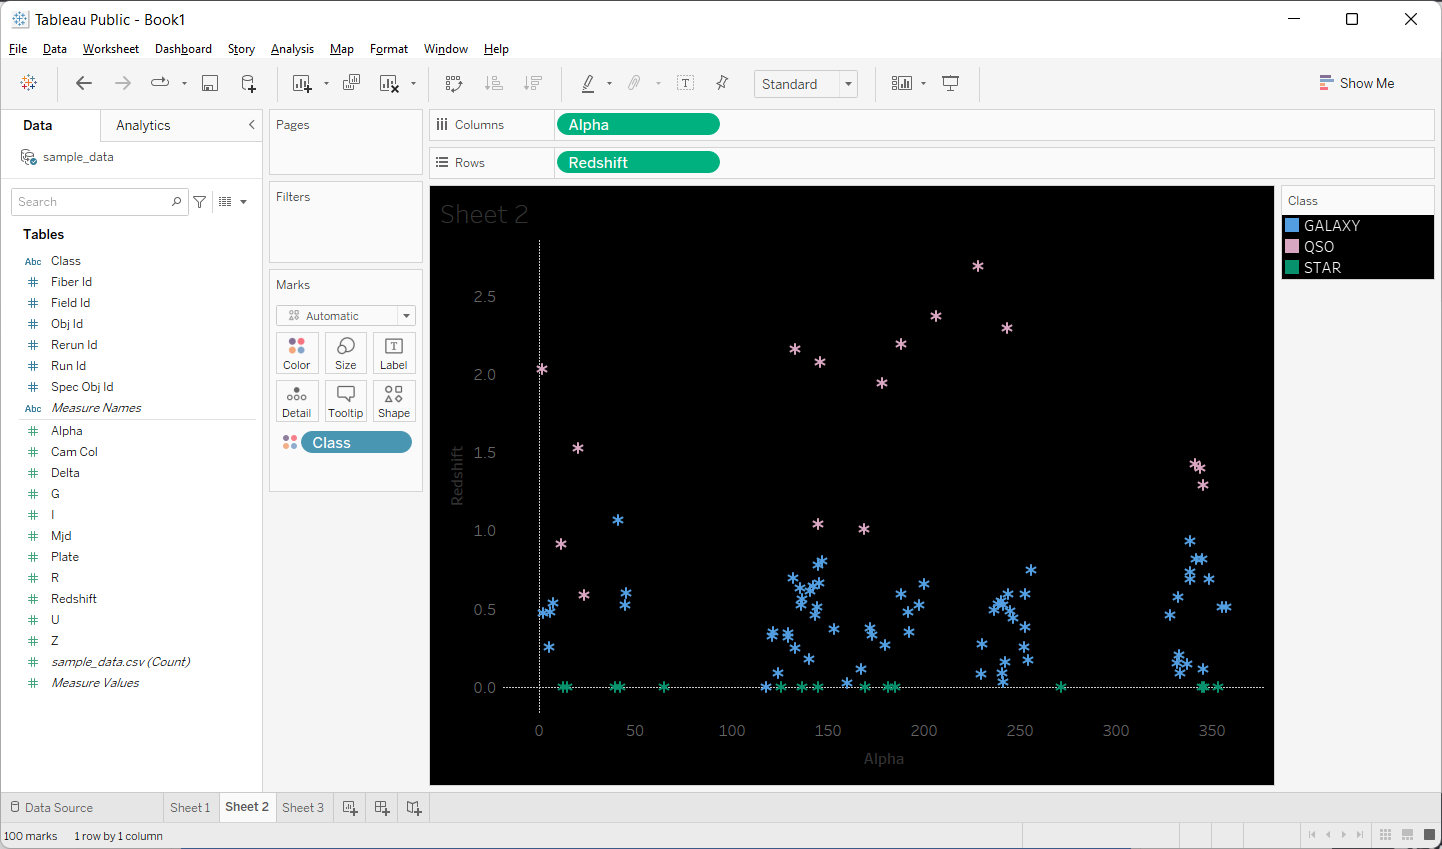 Tableau Public - Book1
File Data Worksheet Dashboard Story Analysis Map Format Window Help
Standard
Show Me
Data Analytics
sample_data
Search
Tables
Abc Class
Fiber Id
Field Id
Obj Id
Rerun Id
Run Id
Spec Obj Id
Abc Measure Names
Alpha
Cam Col
Delta
G
I
Mjd
Plate
R
Redshift
U
Z
sample_data.csv (Count)
Measure Values
Pages
Filters
Marks
Automatic
Color Size Label
Detail Tooltip Shape
Class
Columns Alpha
Rows Redshift
Sheet 2
2.5
2.0
1.5
1.0
0.5
0.0
Redshift
0 50 100 150 200 250 300 350
Alpha
Class
GALAXY
QSO
STAR
Data Source Sheet 1 Sheet 2 Sheet 3
100 marks 1 row by 1 column